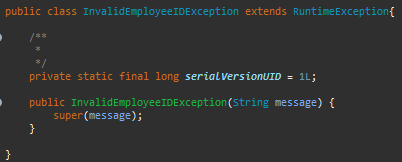 public class InvalidEmployeeIDException extends RuntimeException{
/**
*
*/
private static final long serialVersionUID = 1L;
public InvalidEmployeeIDException(String message) {
super(message);
}
}